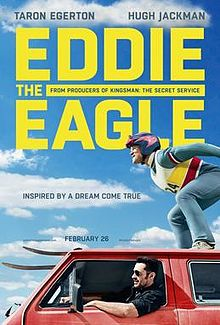 TARON EGERTON HUGH JACKMAN
EDDIE
THE FROM PRODUCERS OF KINGSMAN: THE SECRET SERVICE
EAGLE
INSPIRED BY A DREAM COME TRUE
FEBRUARY 26